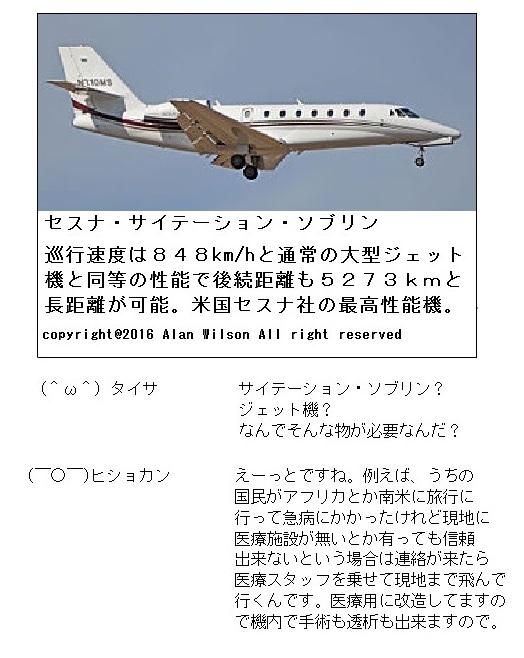 N710MS
セスナ・サイテーション・ソブリン
巡行速度は８４８km/hと通常の大型ジェット
機と同等の性能で後続距離も５２７３ｋｍと
長距離が可能。米国セスナ社の最高性能機。
copyright@2016 Alan Wilson All right reserved
（＾ω＾）タイサ
サイテーション・ソブリン？
ジェット機？
なんでそんな物が必要なんだ？
(￣○￣)ヒショカン
えーっとですね。例えば、うちの
国民がアフリカとか南米に旅行に
行って急病にかかったけれど現地に
医療施設が無いとか有っても信頼
出来ないという場合は連絡が来たら
医療スタッフを乗せて現地まで飛んで
行くんです。医療用に改造してますの
で機内で手術も透析も出来ますので。